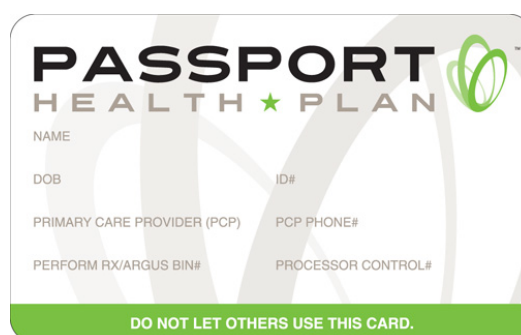 PASSPORT
HEALTH★PLAN
NAME
DOB ID#
PRIMARY CARE PROVIDER (PCP) PCP PHONE#
PERFORM RX/ARGUS BIN# PROCESSOR CONTROL#
DO NOT LET OTHERS USE THIS CARD.